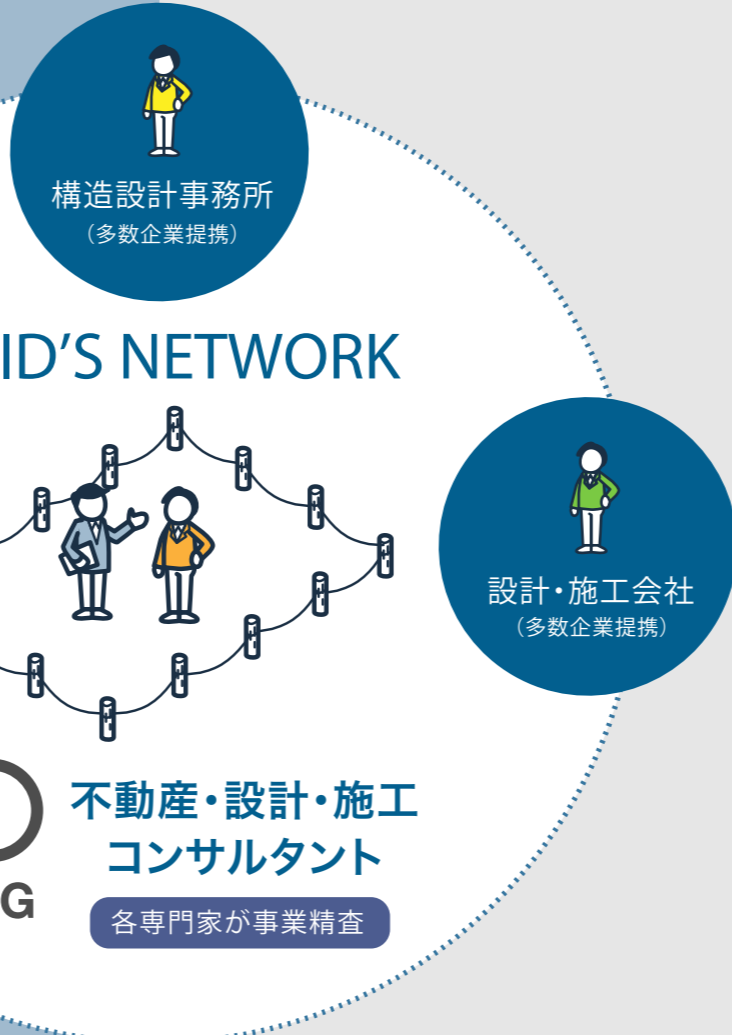 構造設計事務所
（多数企業提携）
ID'S NETWORK
設計・施工会社
（多数企業提携）
不動産・設計・施工
コンサルタント
G
各専門家が事業精査